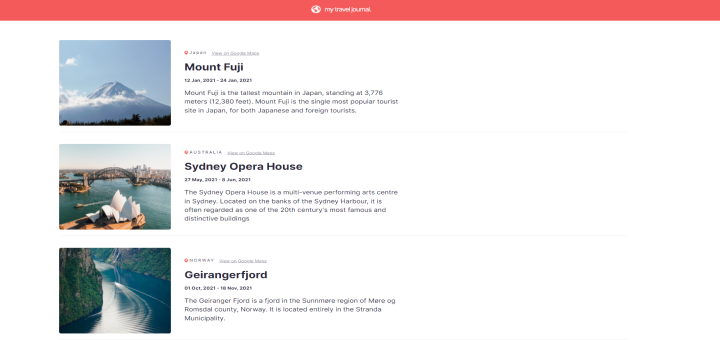 my travel journal.
Japan View on Google Maps
Mount Fuji
12 Jan, 2021 - 24 Jan, 2021
Mount Fuji is the tallest mountain in Japan, standing at 3,776
meters (12,380 feet). Mount Fuji is the single most popular tourist
site in Japan, for both Japanese and foreign tourists.
AUSTRALIA View on Google Maps
Sydney Opera House
27 May, 2021 - 8 Jun, 2021
The Sydney Opera House is a multi-venue performing arts centre
in Sydney. Located on the banks of the Sydney Harbour, it is
often regarded as one of the 20th century's most famous and
distinctive buildings
NORWAY View on Google Maps
Geirangerfjord
01 Oct, 2021 - 18 Nov, 2021
The Geiranger Fjord is a fjord in the Sunnmøre region of Møre og
Romsdal county, Norway. It is located entirely in the Stranda
Municipality.